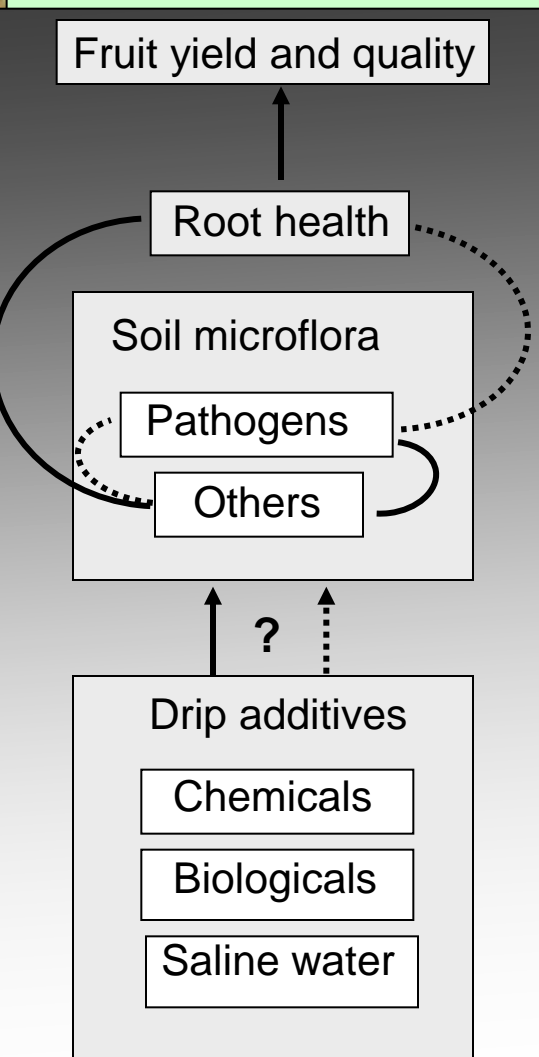 Fruit yield and quality
Root health
Soil microflora
Pathogens
Others
?
Drip additives
Chemicals
Biologicals
Saline water